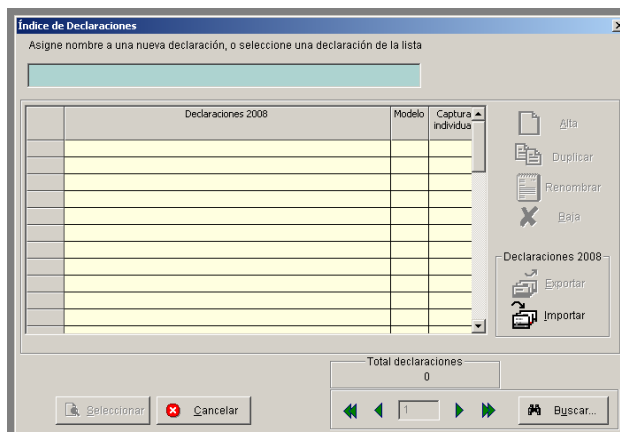 Índice de Declaraciones
Asigne nombre a una nueva declaración, o seleccione una declaración de la lista
Declaraciones 2008
Modelo
Captura
individua
Alta
Duplicar
Renombrar
Baja
Declaraciones 2008
Exportar
Importar
Total declaraciones
0
Seleccionar
Cancelar
1
Buscar...